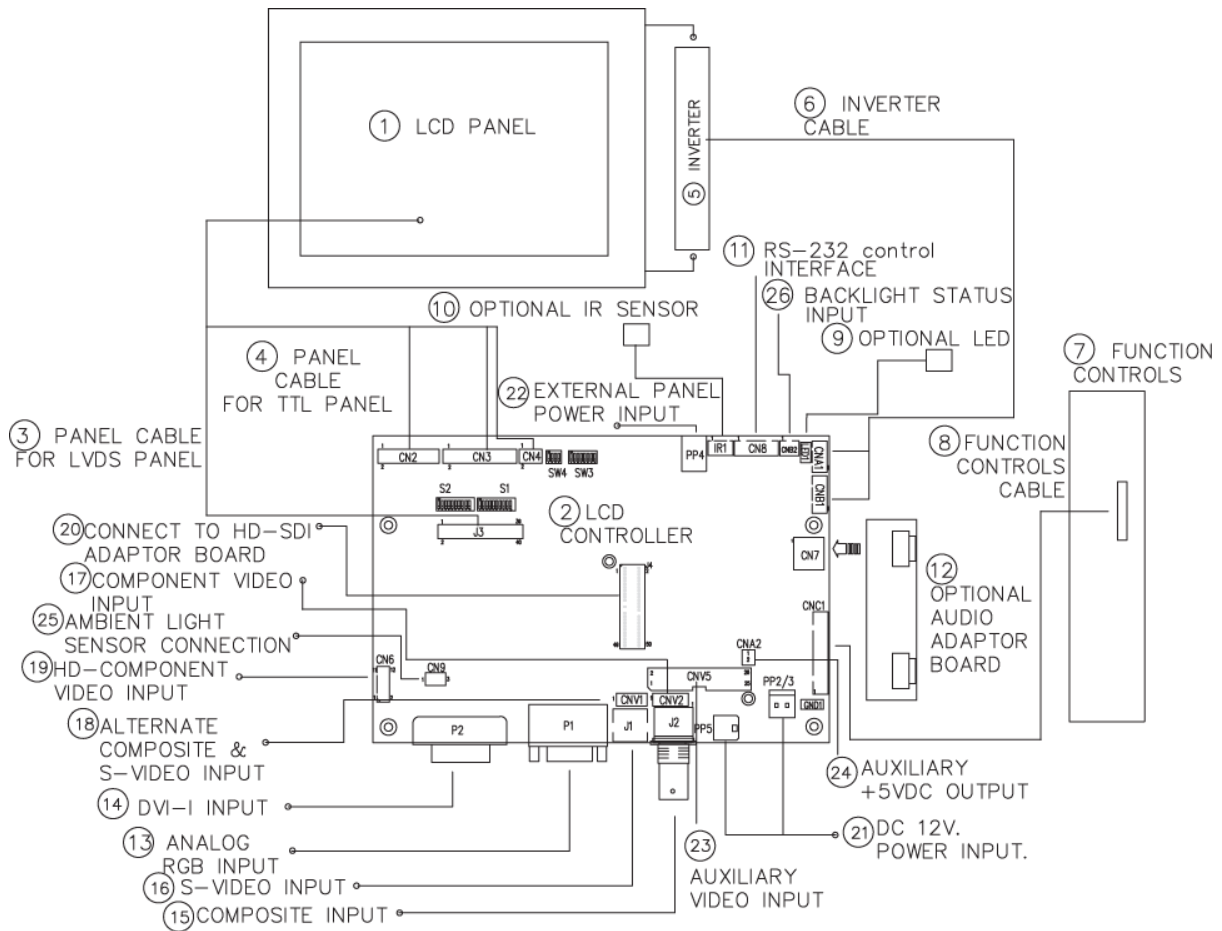 1 LCD PANEL
5 INVERTER
6 INVERTER
CABLE
11 RS-232 control
INTERFACE
26 BACKLIGHT STATUS
INPUT
10 OPTIONAL IR SENSOR
9 OPTIONAL LED
7 FUNCTION
CONTROLS
4 PANEL
CABLE
FOR TTL PANEL
22 EXTERNAL PANEL
POWER INPUT
3 PANEL CABLE
FOR LVDS PANEL
8 FUNCTION
CONTROLS
CABLE
CN2
CN3
CN4
SW4
SW3
PP4
IR1
CN8
CNB2
CNA1
CNB1
S2
S1
J3
2 LCD
CONTROLLER
20 CONNECT TO HD-SDI
ADAPTOR BOARD
CN7
17 COMPONENT VIDEO
INPUT
12
OPTIONAL
AUDIO
ADAPTOR
BOARD
25 AMBIENT LIGHT
SENSOR CONNECTION
CNC1
CNA2
CN6
CN9
19 HD-COMPONENT
VIDEO INPUT
CNV5
PP2/3
CNV1
CNV2
GND1
18 ALTERNATE
COMPOSITE &
S-VIDEO INPUT
P2
P1
J1
J2
PP5
24 AUXILIARY
+5VDC OUTPUT
14 DVI-I INPUT
13 ANALOG
RGB INPUT
21 DC 12V.
POWER INPUT.
23
AUXILIARY
VIDEO INPUT
16 S-VIDEO INPUT
15 COMPOSITE INPUT